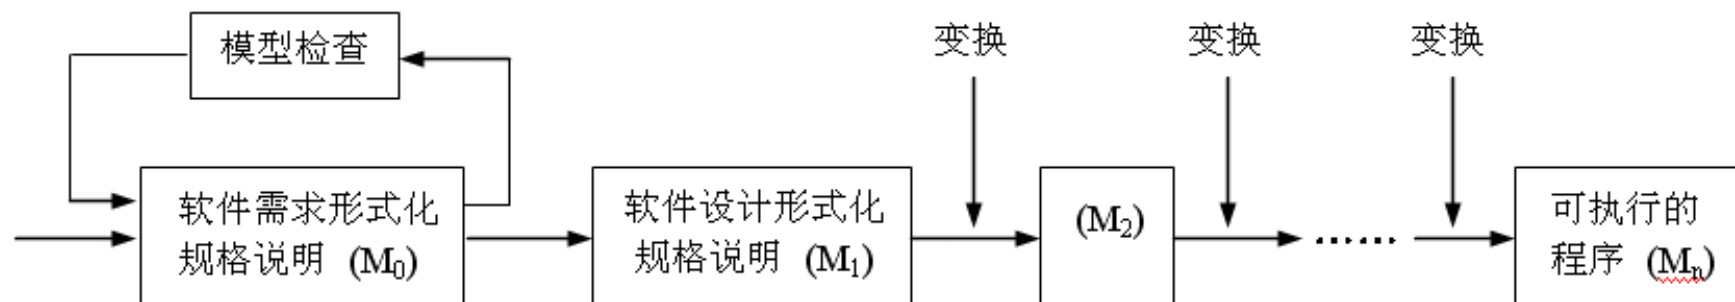 模型检查
变换
变换
变换
软件需求形式化
规格说明 (M₀)
软件设计形式化
规格说明 (M₁)
(M₂)
……
可执行的
程序 (Mₙ)